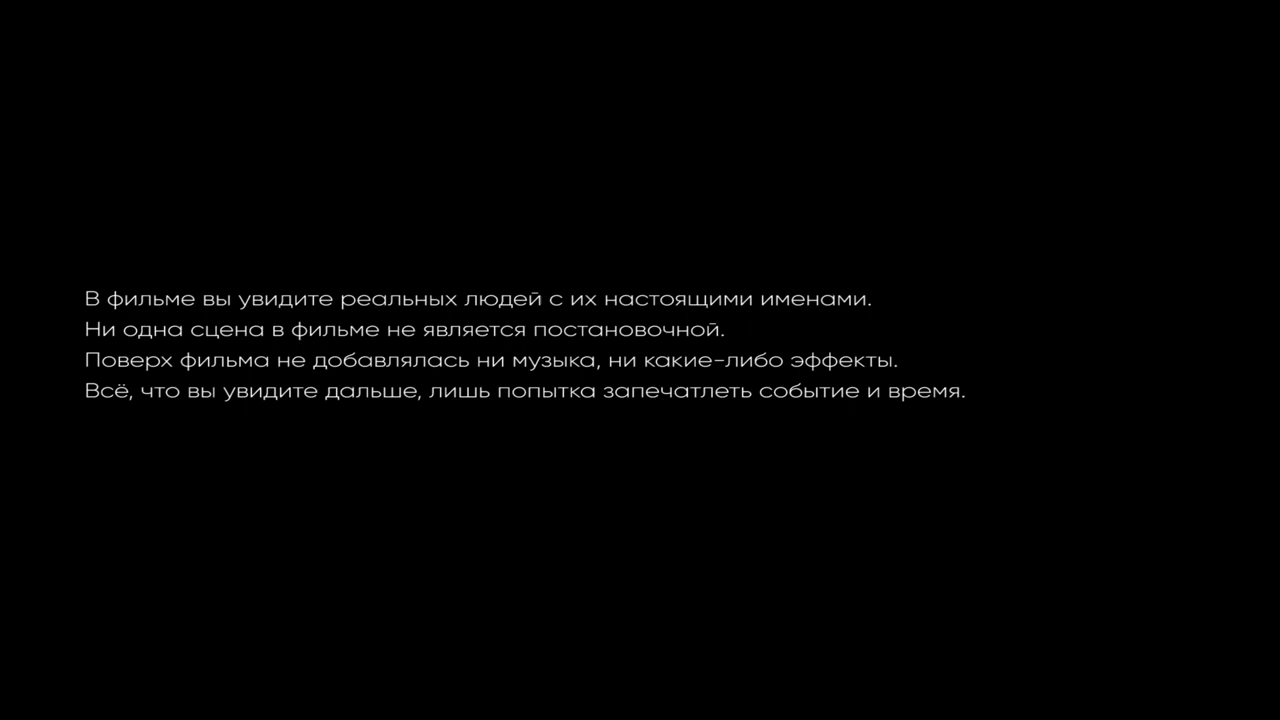 В фильме вы увидите реальных людей с их настоящими именами.
Ни одна сцена в фильме не является постановочной.
Поверх фильма не добавлялась ни музыка, ни какие-либо эффекты.
Всё, что вы увидите дальше, лишь попытка запечатлеть событие и время.